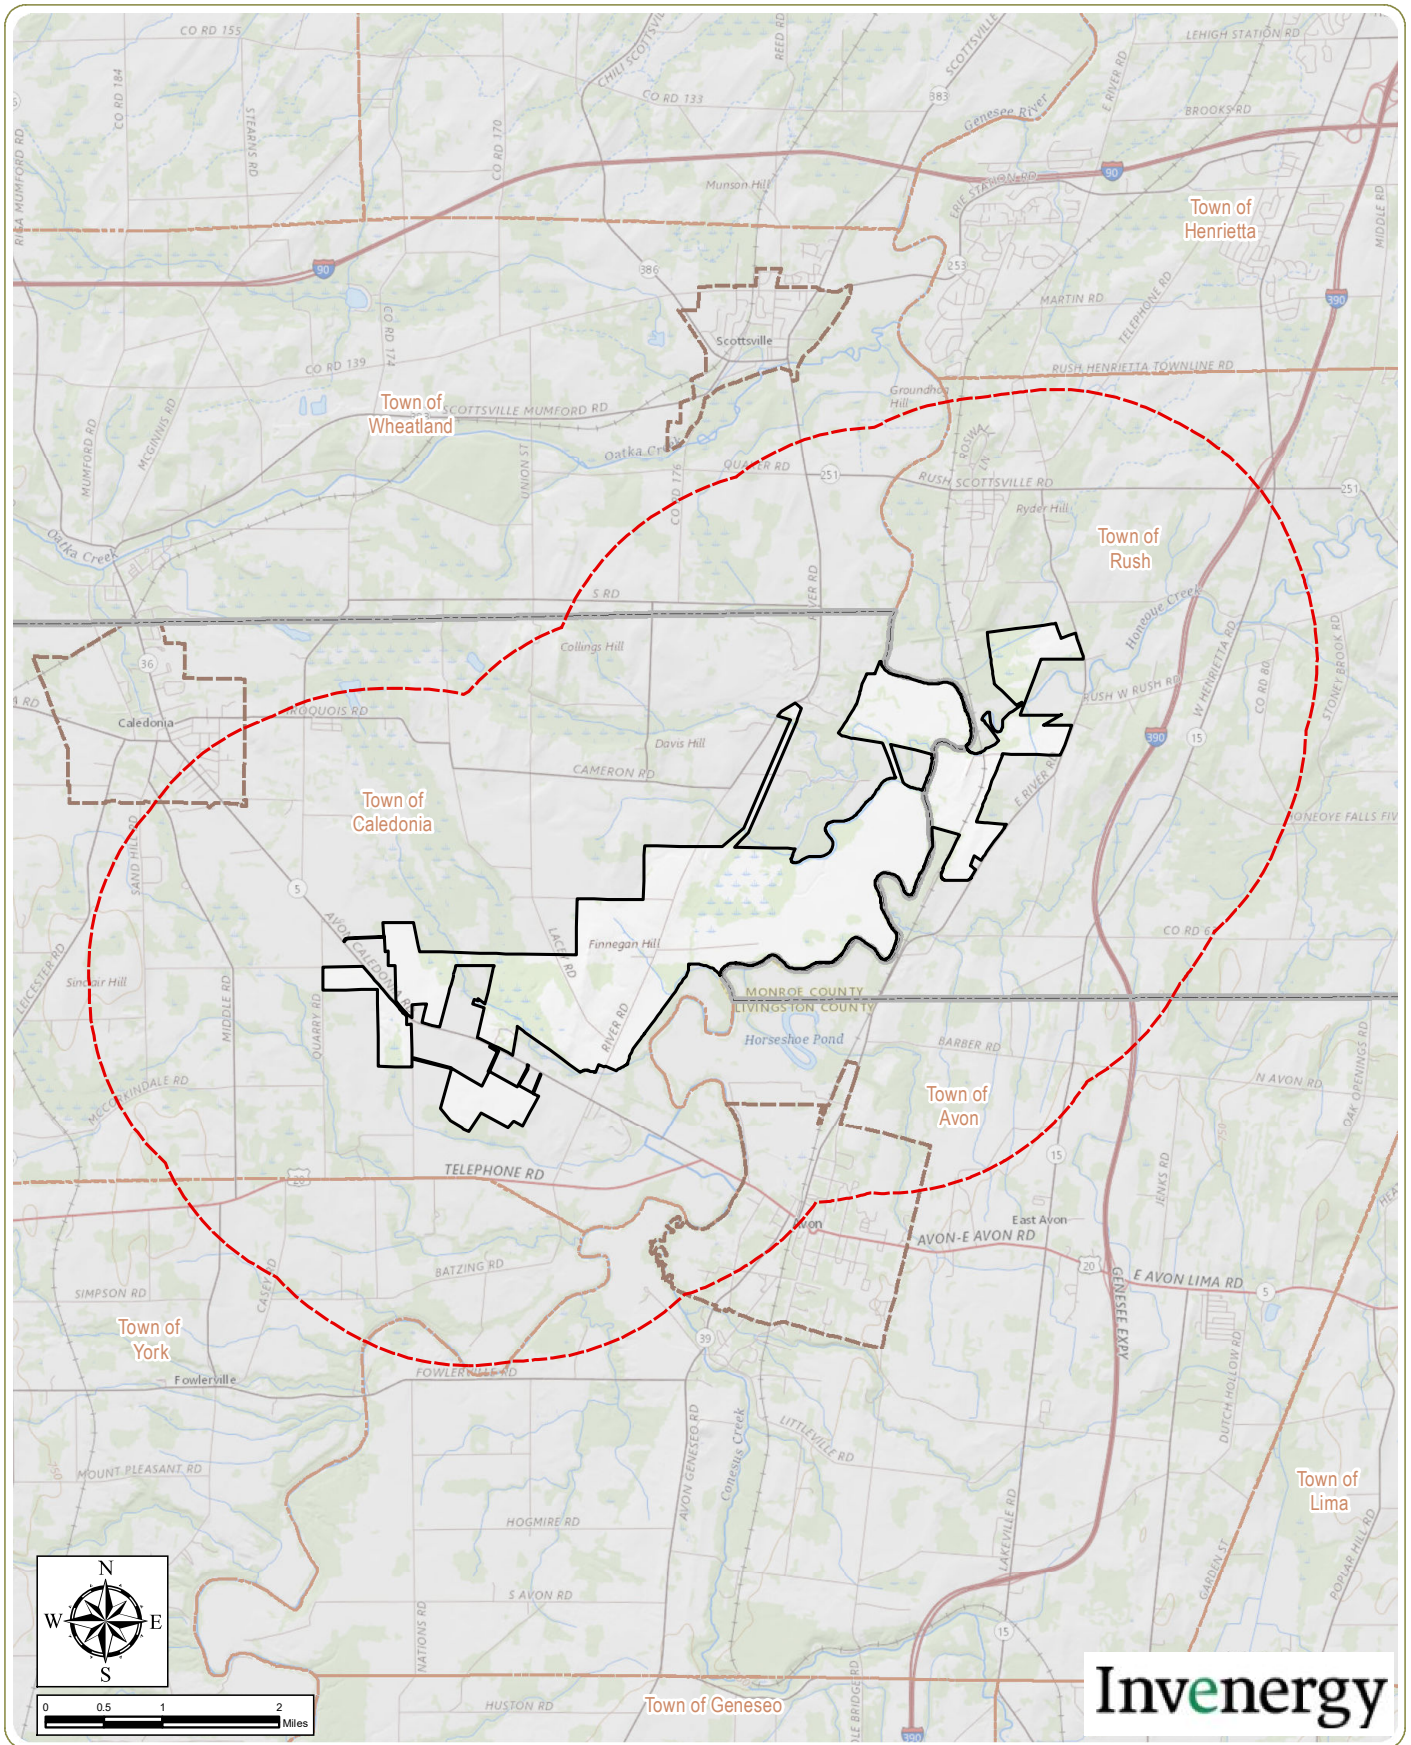 CO RD 155
CO RD 184
STEARNS RD
RIGA MUMFORD RD
CO RD 170
CO RD 133
REED RD
383
LEHIGH STATION RD
E RIVER RD
BROOKS RD
Genesee River
90
Munson Hill
ERIE STATION RD
Town of
Henrietta
MIDDLE RD
90
386
253
390
MARTIN RD
TELEPHONE RD
CO RD 174
Scottsville
CO RD 139
RUSH HENRIETTA TOWNLINE RD
Town of
Wheatland
SCOTTSVILLE MUMFORD RD
Groundhog
Hill
MUMFORD RD
MCGINNIS RD
UNION ST
Oatka Creek
CO RD 176
QUAKER RD
251
RUSH SCOTTSVILLE RD
251
Ryder Hill
Town of
Rush
Oatka Creek
S RD
RIVER RD
Honeoye Creek
Collings Hill
36
W HENRIETTA RD
CO RD 80
STONEY BROOK RD
RUSH W RUSH RD
A RD
Caledonia
IROQUOIS RD
Davis Hill
390
15
CAMERON RD
E RIVER RD
Town of
Caledonia
SAND HILL RD
5
AVON CALEDONIA RD
LACEY RD
Finnegan Hill
LEICESTER RD
Sinclair Hill
MIDDLE RD
QUARRY RD
RIVER RD
MONROE COUNTY
LIVINGSTON COUNTY
Horseshoe Pond
BARBER RD
N AVON RD
OAK OPENINGS RD
MCCORKINDALE RD
Town of
Avon
15
TELEPHONE RD
20
JENKS RD
Avon
East Avon
AVON-E AVON RD
20
BATZING RD
E AVON LIMA RD
5
SIMPSON RD
CASEY RD
GENESEE EXPY
Town of
York
39
Fowlerville
FOWLERVILLE RD
DUTCH HOLLOW RD
AVON GENESEO RD
Conesus Creek
LITTLEVILLE RD
MOUNT PLEASANT RD
Town of
Lima
HOGMIRE RD
LAKEVILLE RD
GARDEN ST
POPLAR HILL RD
S AVON RD
NATIONS RD
15
N
W
E
S
HUSTON RD
Town of Geneseo
390
0
0.5
1
2
Miles
Invenergy